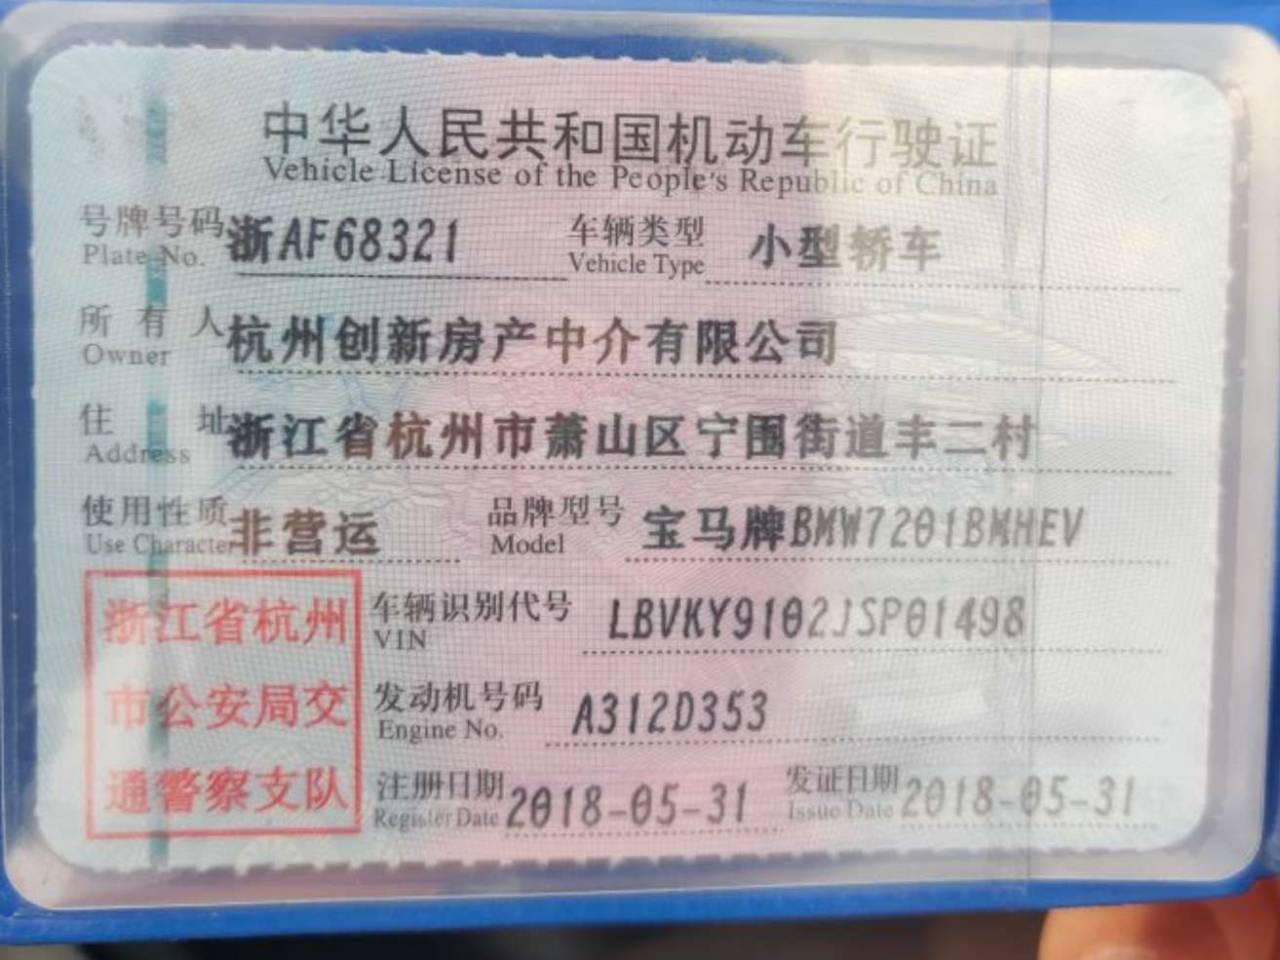 中华人民共和国机动车行驶证
Vehicle License of the People's Republic of China
号牌号码 浙AF68321 车辆类型 小型轿车
Plate No. Vehicle Type
所有人 杭州创新房产中介有限公司
Owner
住址 浙江省杭州市萧山区宁围街道丰二村
Address
使用性质 非营运 品牌型号 宝马牌BMW7201BMHEV
Use Character Model
浙江省杭州
市公安局交
通警察支队
车辆识别代号 LBVKY9102JSP01498
VIN
发动机号码 A312D353
Engine No.
注册日期 2018-05-31 发证日期 2018-05-31
Register Date Issue Date